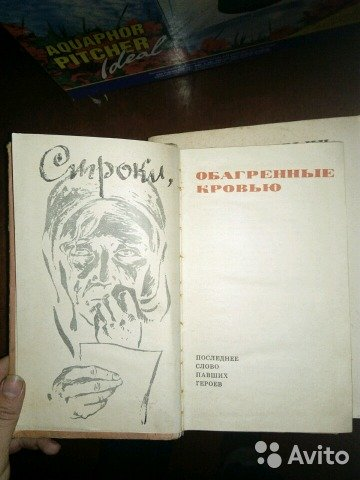 AQUAPHOR
PITCHER
Ideal
Строки,
ОБАГРЕННЫЕ
КРОВЬЮ
ПОСЛЕДНЕЕ
СЛОВО
ПАВШИХ
ГЕРОЕВ
Avito